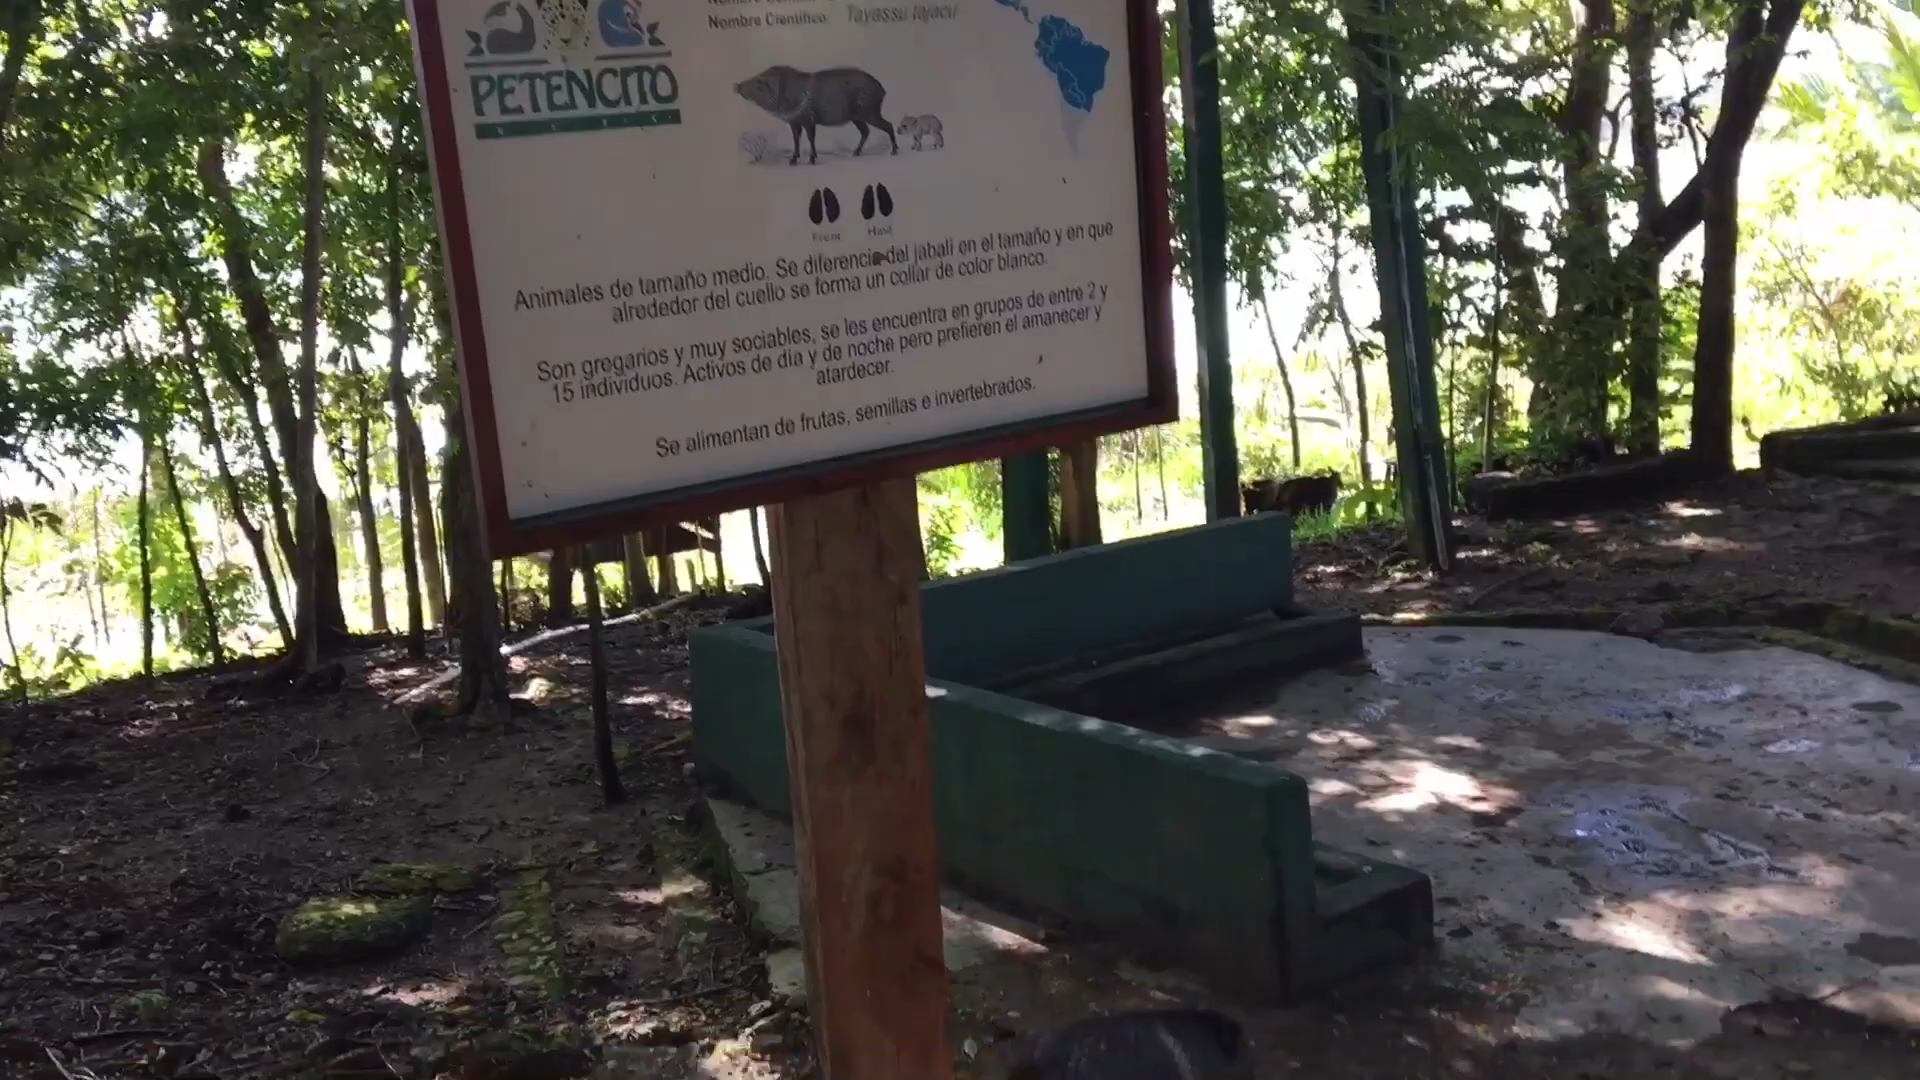 PETENCITO
Nombre Científico: Tayassu tajacu
Front Hind
Animales de tamaño medio. Se diferencia del jabalí en el tamaño y en que
alrededor del cuello se forma un collar de color blanco.
Son gregarios y muy sociables, se les encuentra en grupos de entre 2 y
15 individuos. Activos de dia y de noche pero prefieren el amanecer y
atardecer.
Se alimentan de frutas, semillas e invertebrados.